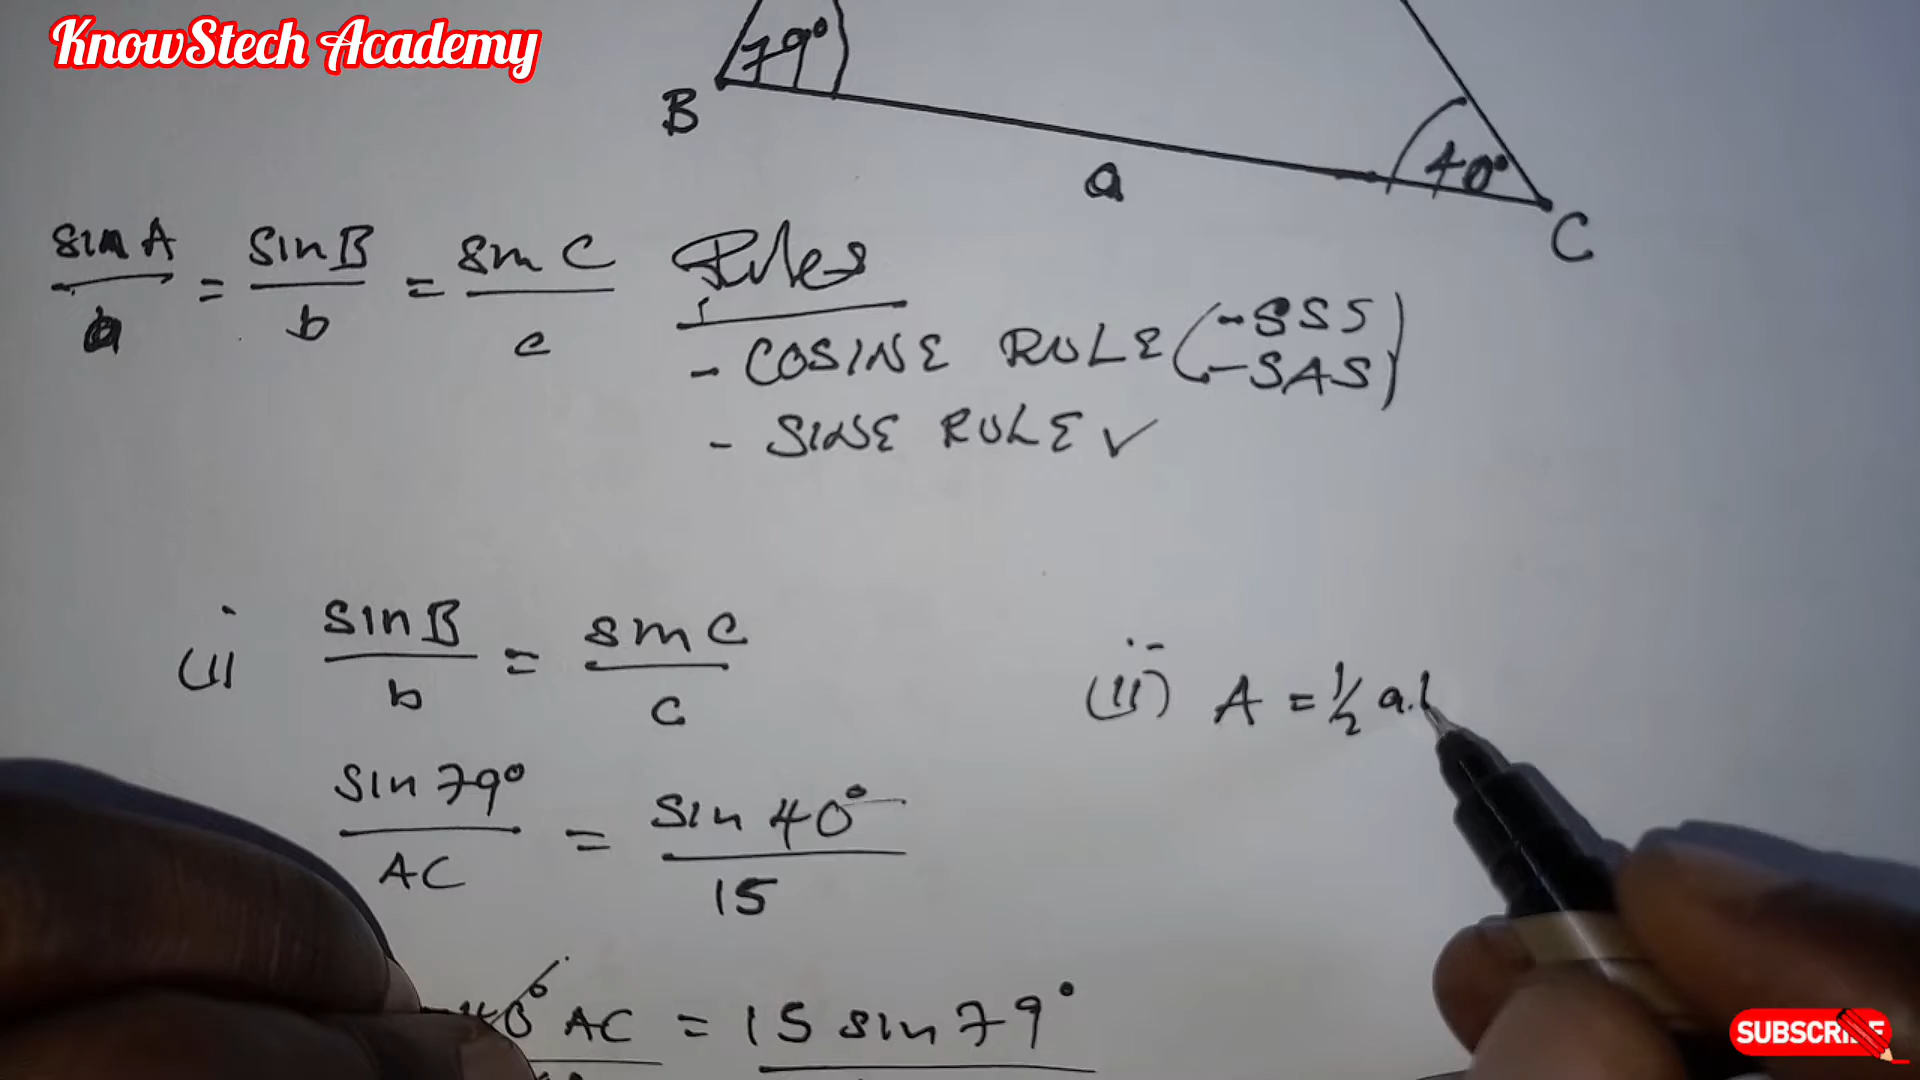 KnowStech Academy
79°
B
40°
a
C
sin A / a = sin B / b = sin C / c
Rules
- COSINE RULE (-SSS
-SAS)
- SINE RULE ✓
(i) sin B / b = sin C / c
(ii) A = ½ a.b
sin 79° / AC = sin 40° / 15
40° AC = 15 sin 79°
SUBSCRIBE